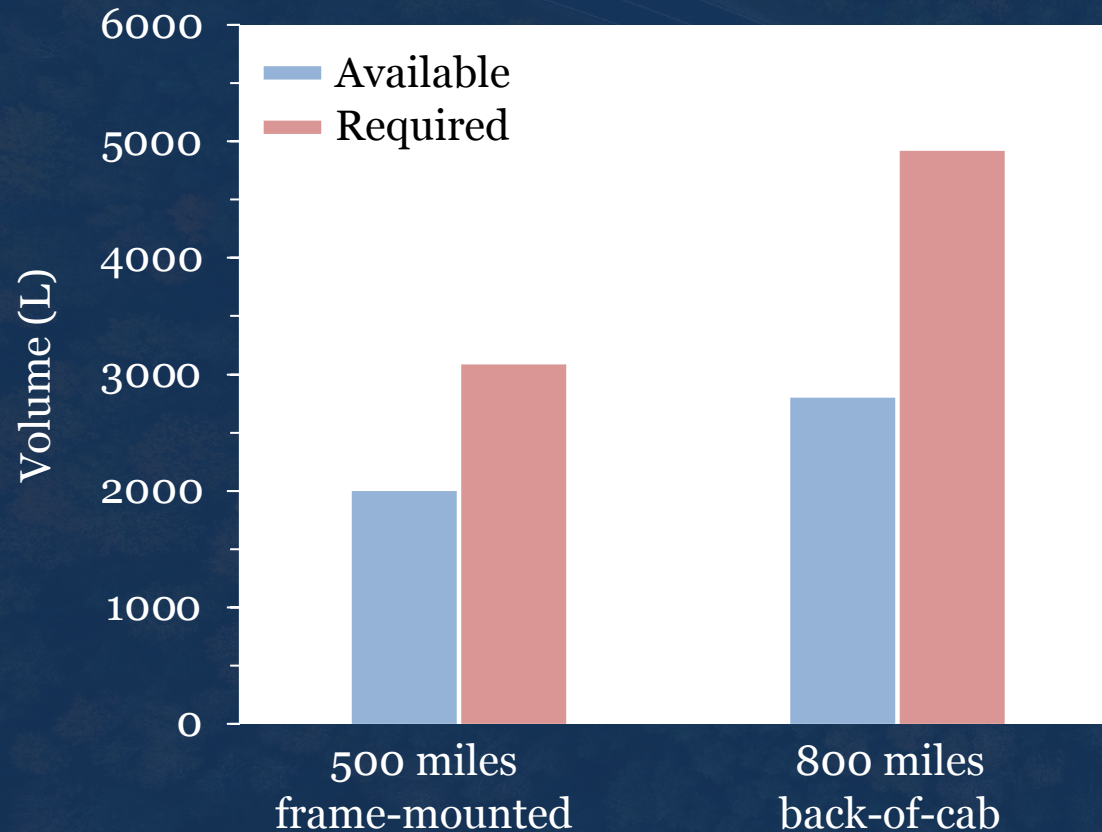 6000
Available
Required
5000
4000
3000
2000
1000
0
Volume (L)
500 miles
frame-mounted
800 miles
back-of-cab